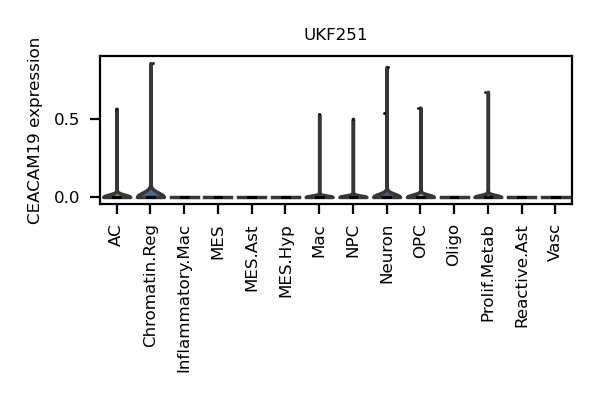 UKF251
CEACAM19 expression
0.5
0.0
AC
Chromatin.Reg
Inflammatory.Mac
MES
MES.Ast
MES.Hyp
Mac
NPC
Neuron
OPC
Oligo
Prolif.Metab
Reactive.Ast
Vasc